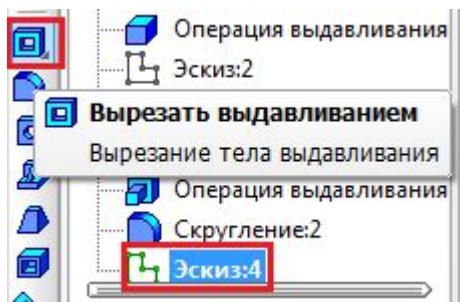 Операция выдавливания
Эскиз:2
Вырезать выдавливанием
Вырезание тела выдавливания
Операция выдавливания
Скругление:2
Эскиз:4